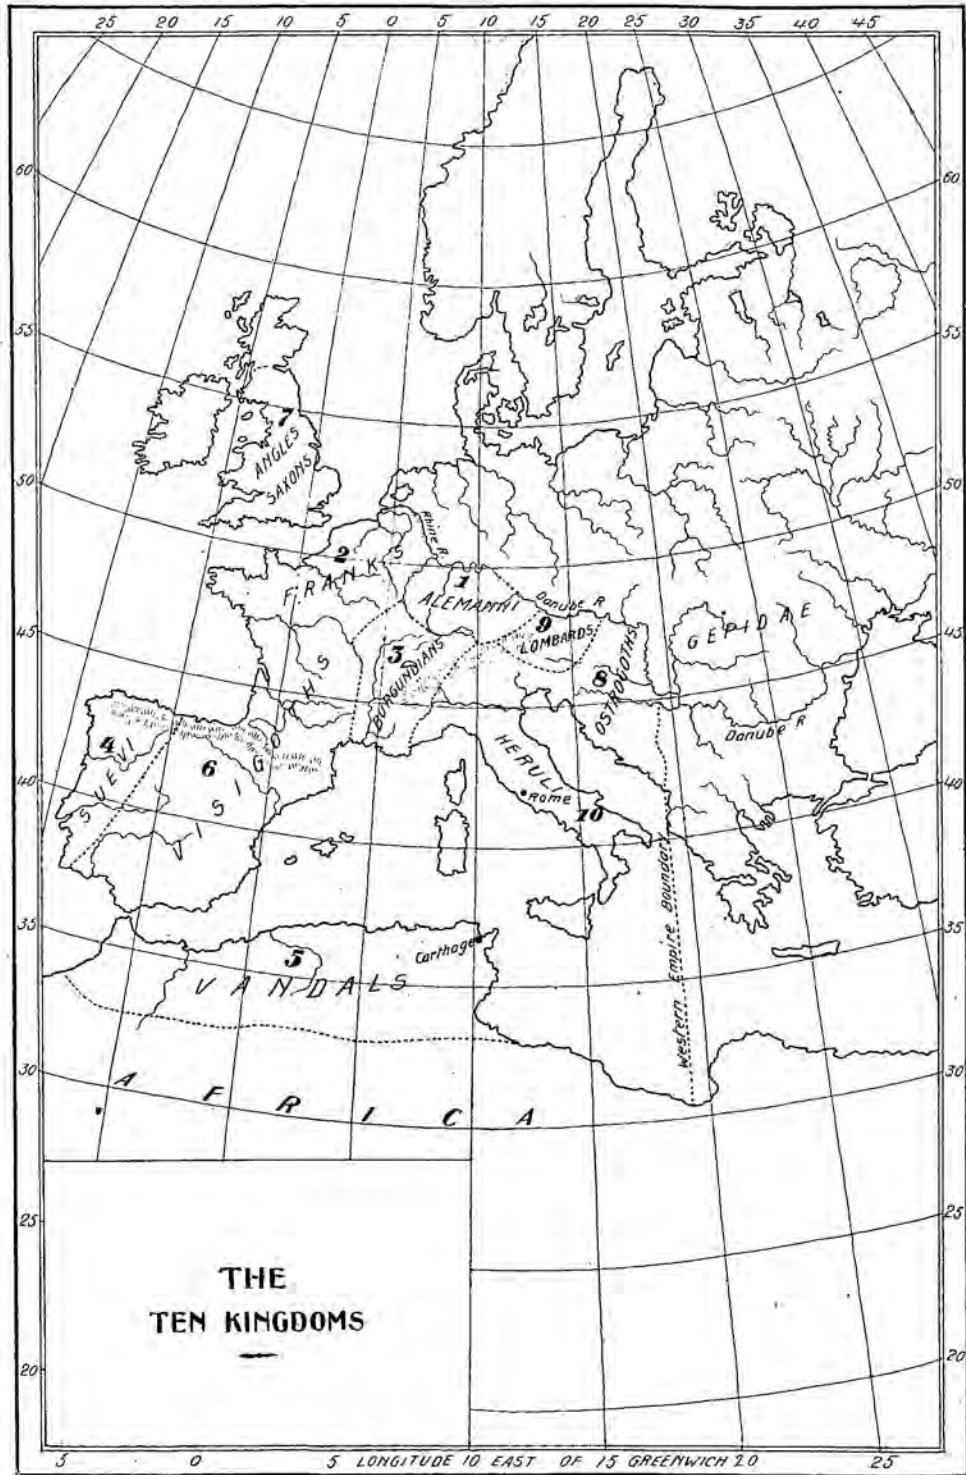 25 20 15 10 5 0 5 10 15 20 25 30 35 40 45
60 60
55 55
50 50
45 45
40 40
35 35
30 30
25 25
20 20
7
ANGLES
SAXONS
Rhine R.
2
FRANKS
1
ALEMANNI
Danube R
9
LOMBARDS
GEPIDAE
3
BURGUNDIANS
8
OSTROGOTHS
Danube R
4
SUEVI
6
VISIGOTHS
HERULI
Rome
10
Western Empire Boundary
Carthage
5
VANDALS
AFRICA
THE
TEN KINGDOMS
5 0 5 LONGITUDE 10 EAST OF 15 GREENWICH 20 25